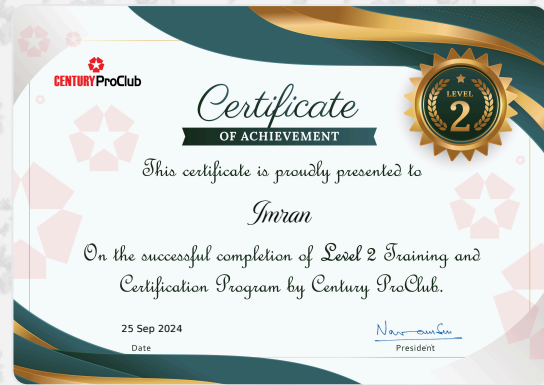 CENTURY ProClub
LEVEL
2
Certificate
OF ACHIEVEMENT
This certificate is proudly presented to
Imran
On the successful completion of Level 2 Training and
Certification Program by Century ProClub.
25 Sep 2024
Date
President